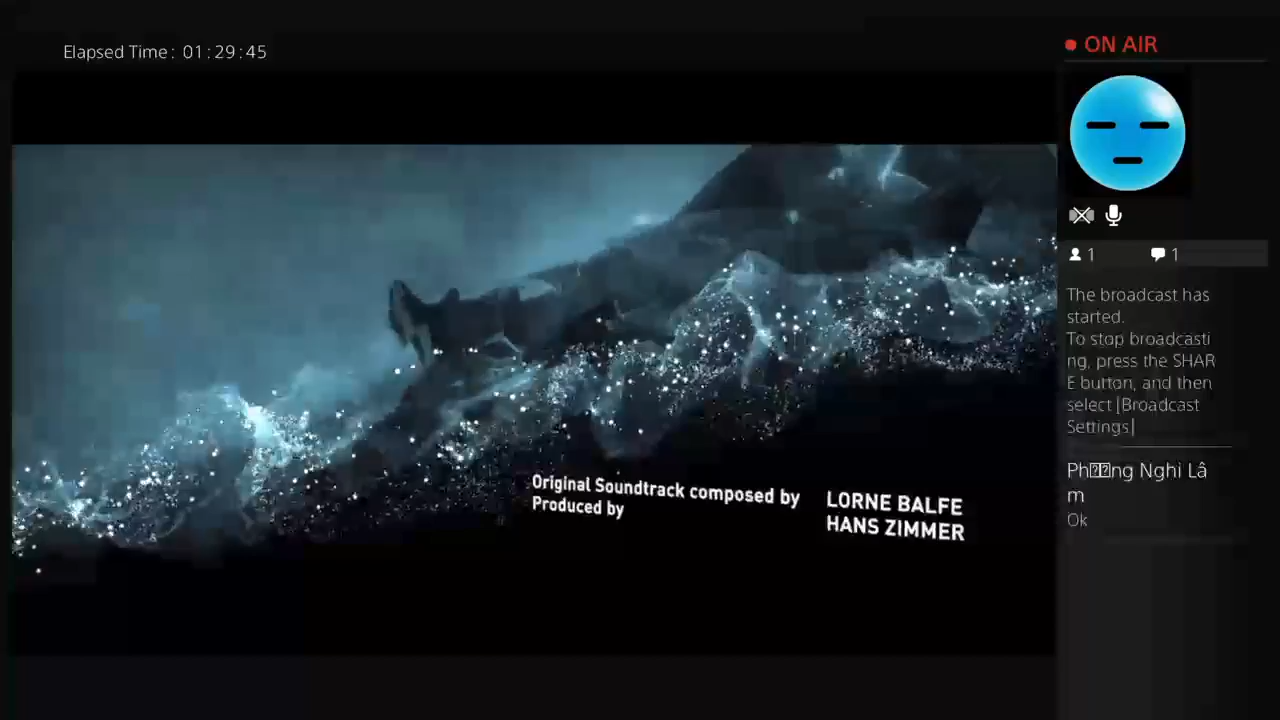 Elapsed Time: 01:29:45
ON AIR
1
1
The broadcast has
started.
To stop broadcasti
ng, press the SHAR
E button, and then
select [Broadcast
Settings]
Ph⍰⍰ng Nghi Lâ
m
Ok
Original Soundtrack composed by
Produced by
LORNE BALFE
HANS ZIMMER